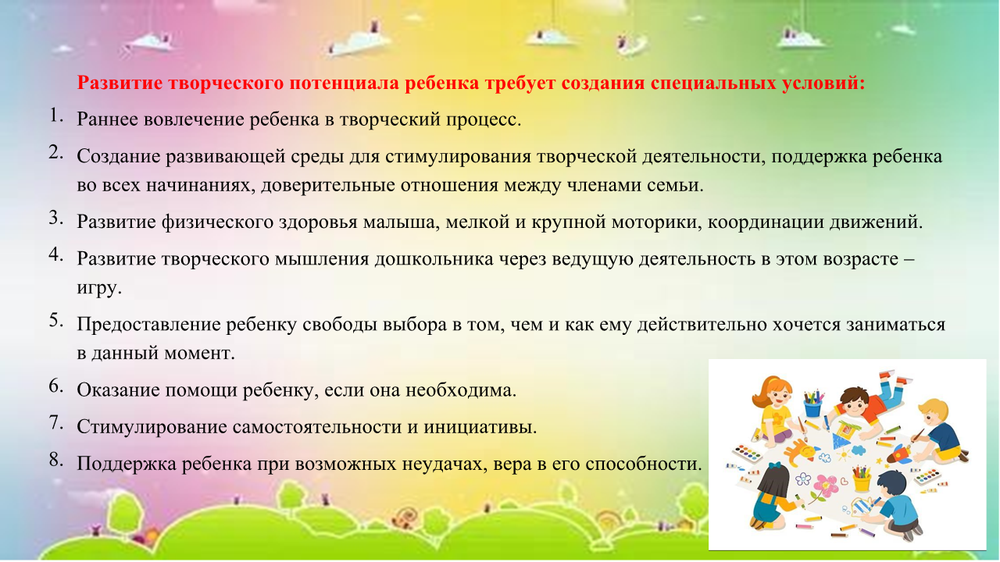 Развитие творческого потенциала ребенка требует создания специальных условий:
1. Раннее вовлечение ребенка в творческий процесс.
2. Создание развивающей среды для стимулирования творческой деятельности, поддержка ребенка
во всех начинаниях, доверительные отношения между членами семьи.
3. Развитие физического здоровья малыша, мелкой и крупной моторики, координации движений.
4. Развитие творческого мышления дошкольника через ведущую деятельность в этом возрасте –
игру.
5. Предоставление ребенку свободы выбора в том, чем и как ему действительно хочется заниматься
в данный момент.
6. Оказание помощи ребенку, если она необходима.
7. Стимулирование самостоятельности и инициативы.
8. Поддержка ребенка при возможных неудачах, вера в его способности.